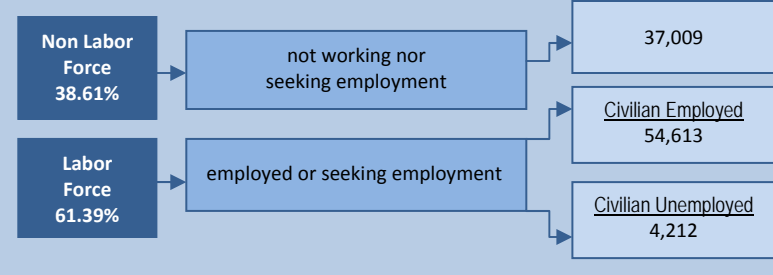 Non Labor
Force
38.61%
not working nor
seeking employment
37,009
Labor
Force
61.39%
employed or seeking employment
Civilian Employed
54,613
Civilian Unemployed
4,212